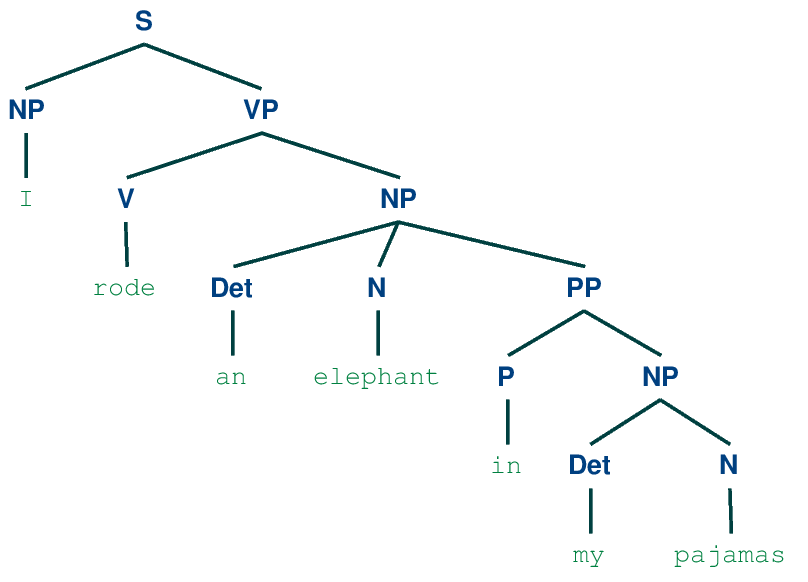 S
NP VP
I V NP
rode Det N PP
an elephant P NP
in Det N
my pajamas